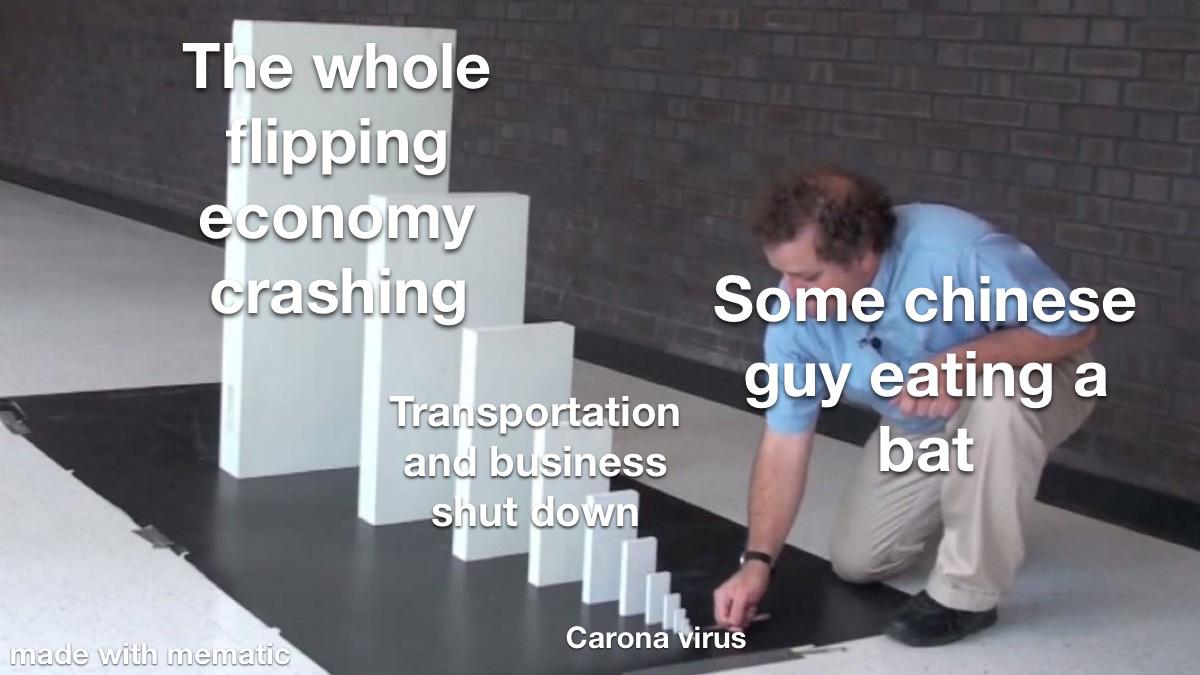 The whole
flipping
economy
crashing
Some chinese
guy eating a
bat
Transportation
and business
shut down
Carona virus
made with mematic